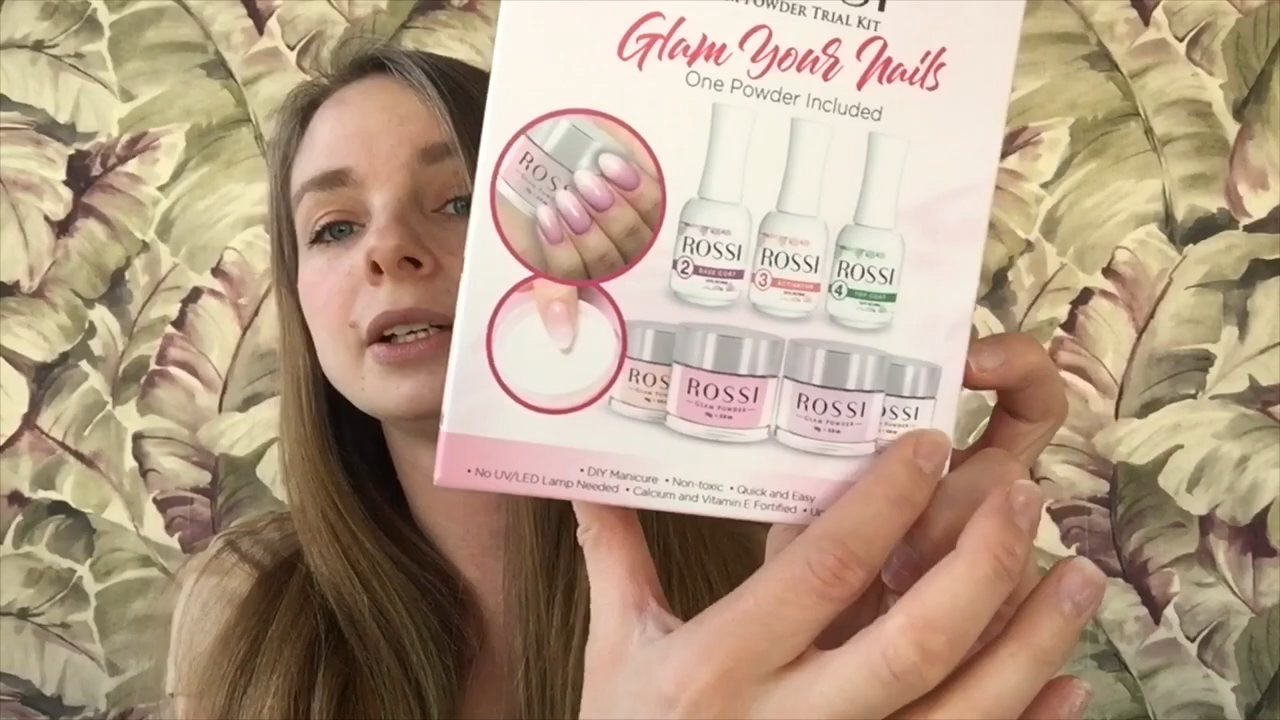 POWDER TRIAL KIT
Glam Your Nails
One Powder Included
ROSSI
ROSSI
2 BASE COAT
ROSSI
3 ACTIVATOR
ROSSI
4 TOP COAT
ROSSI
GLAM POWDER
ROSSI
GLAM POWDER
• DIY Manicure • Non-toxic • Quick and Easy
• No UV/LED Lamp Needed • Calcium and Vitamin E Fortified •